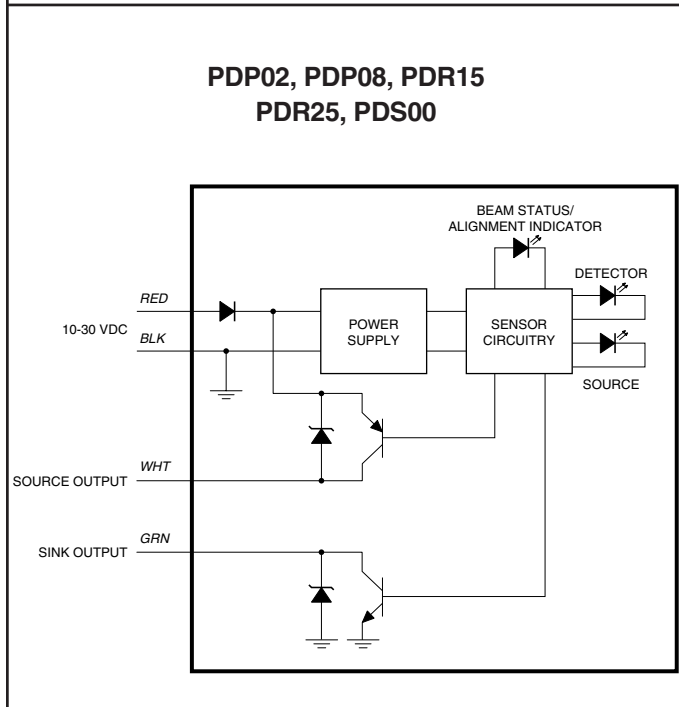 PDP02, PDP08, PDR15
PDR25, PDS00
BEAM STATUS/
ALIGNMENT INDICATOR
DETECTOR
RED
10-30 VDC
BLK
POWER
SUPPLY
SENSOR
CIRCUITRY
SOURCE
WHT
SOURCE OUTPUT
GRN
SINK OUTPUT